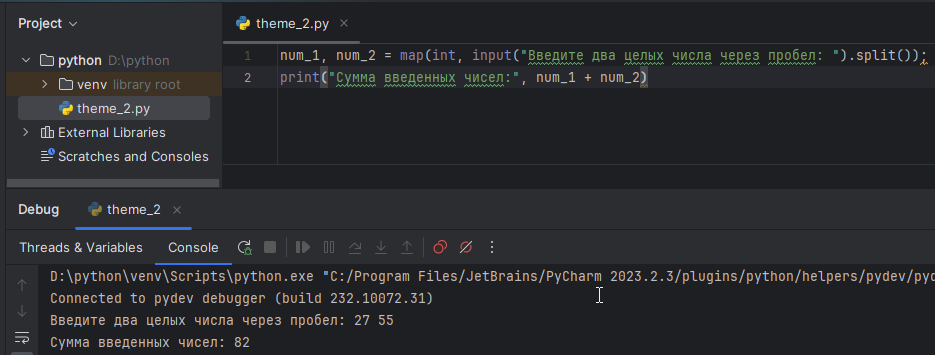 Project
theme_2.py
python D:\python
venv library root
theme_2.py
External Libraries
Scratches and Consoles
1 num_1, num_2 = map(int, input("Введите два целых числа через пробел: ").split());
2 print("Сумма введенных чисел:", num_1 + num_2)
Debug theme_2
Threads & Variables Console
D:\python\venv\Scripts\python.exe "C:/Program Files/JetBrains/PyCharm 2023.2.3/plugins/python/helpers/pydev/pyd
Connected to pydev debugger (build 232.10072.31)
Введите два целых числа через пробел: 27 55
Сумма введенных чисел: 82